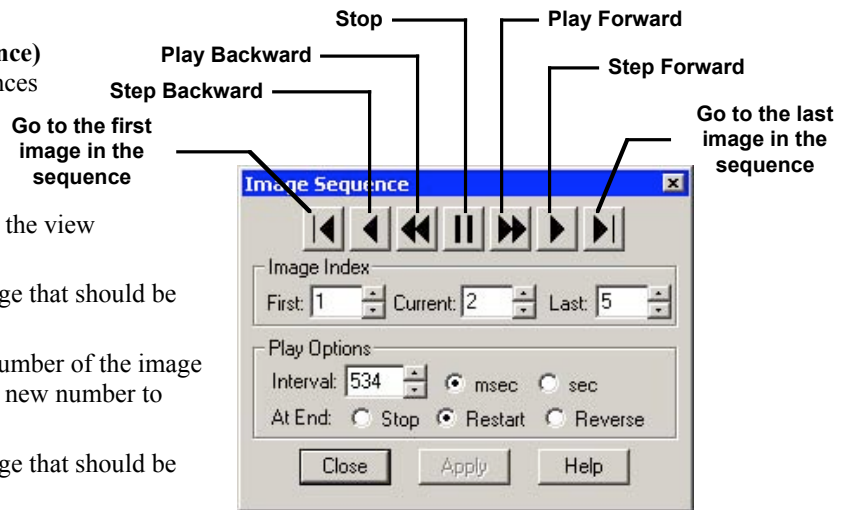 Stop
Play Forward
nce)
Play Backward
Step Forward
nces
Step Backward
Go to the first
image in the
sequence
Go to the last
image in the
sequence
Image Sequence
the view
Image Index
First: 1 Current: 2 Last: 5
ge that should be
Play Options
umber of the image
Interval: 534 msec sec
new number to
At End: Stop Restart Reverse
ge that should be
Close Apply Help